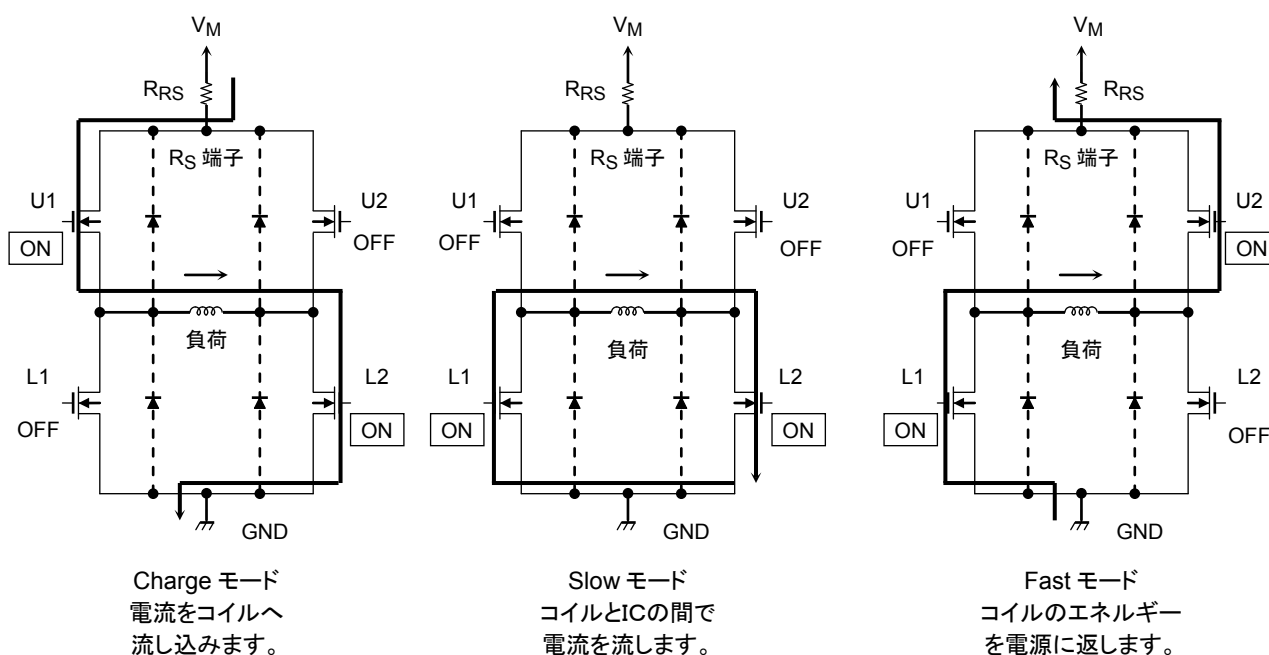 VM
RRS
RS 端子
U1
U2
ON
OFF
負荷
L1
L2
OFF
ON
GND
Charge モード
電流をコイルへ
流し込みます。
VM
RRS
RS 端子
U1
U2
OFF
OFF
負荷
L1
L2
ON
ON
GND
Slow モード
コイルとICの間で
電流を流します。
VM
RRS
RS 端子
U1
U2
OFF
ON
負荷
L1
L2
ON
OFF
GND
Fast モード
コイルのエネルギー
を電源に返します。